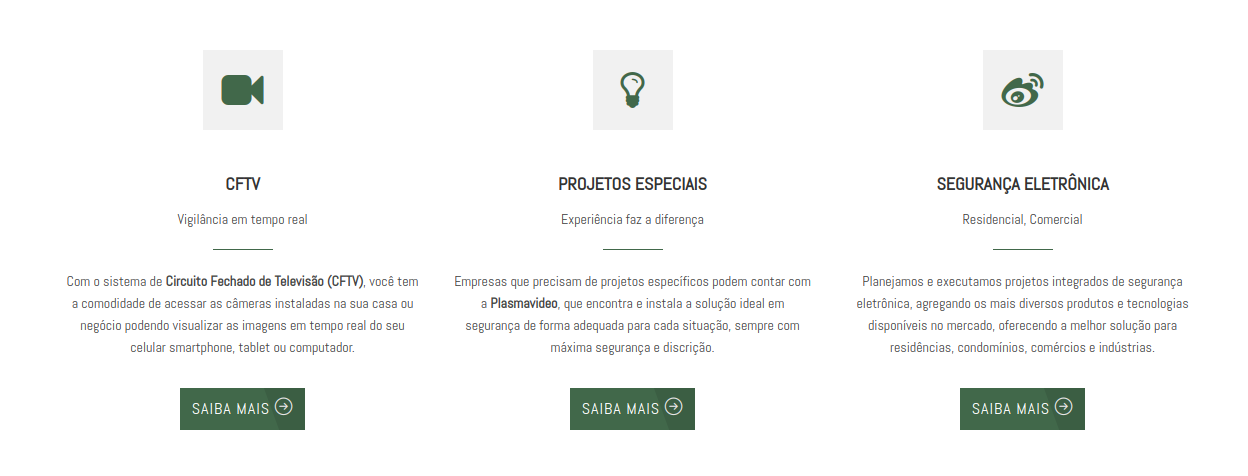 CFTV
Vigilância em tempo real
Com o sistema de Circuito Fechado de Televisão (CFTV), você tem
a comodidade de acessar as câmeras instaladas na sua casa ou
negócio podendo visualizar as imagens em tempo real do seu
celular smartphone, tablet ou computador.
SAIBA MAIS
PROJETOS ESPECIAIS
Experiência faz a diferença
Empresas que precisam de projetos específicos podem contar com
a Plasmavideo, que encontra e instala a solução ideal em
segurança de forma adequada para cada situação, sempre com
máxima segurança e discrição.
SAIBA MAIS
SEGURANÇA ELETRÔNICA
Residencial, Comercial
Planejamos e executamos projetos integrados de segurança
eletrônica, agregando os mais diversos produtos e tecnologias
disponíveis no mercado, oferecendo a melhor solução para
residências, condomínios, comércios e indústrias.
SAIBA MAIS